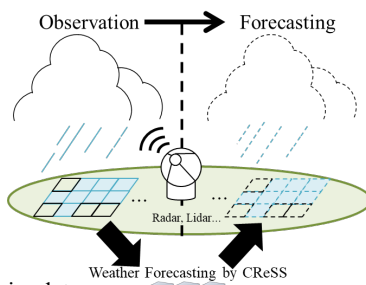 Observation
Forecasting
...
...
Radar, Lidar...
Weather Forecasting by CReSS